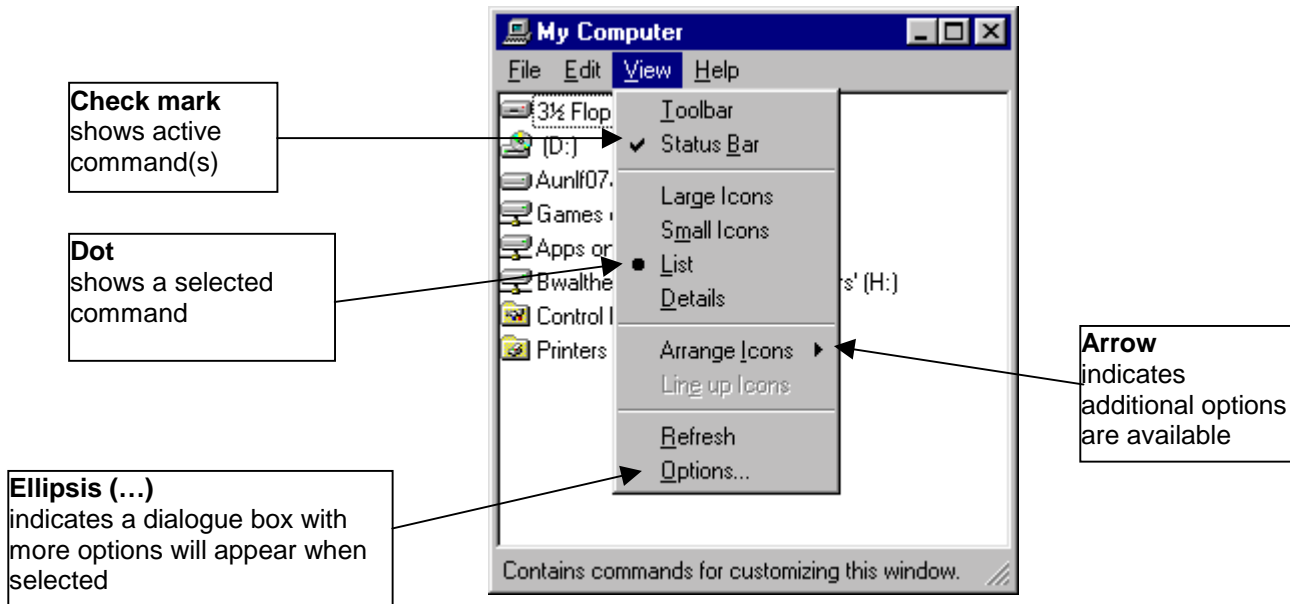 My Computer
File Edit View Help
Check mark
shows active
command(s)
Dot
shows a selected
command
Ellipsis (…)
indicates a dialogue box with
more options will appear when
selected
3½ Flop
(D:)
Aunlf07
Games
Apps on
Bwalthe
rs' (H:)
Control
Printers
Toolbar
Status Bar
Large Icons
Small Icons
List
Details
Arrange Icons
Line up Icons
Refresh
Options...
Arrow
indicates
additional options
are available
Contains commands for customizing this window.